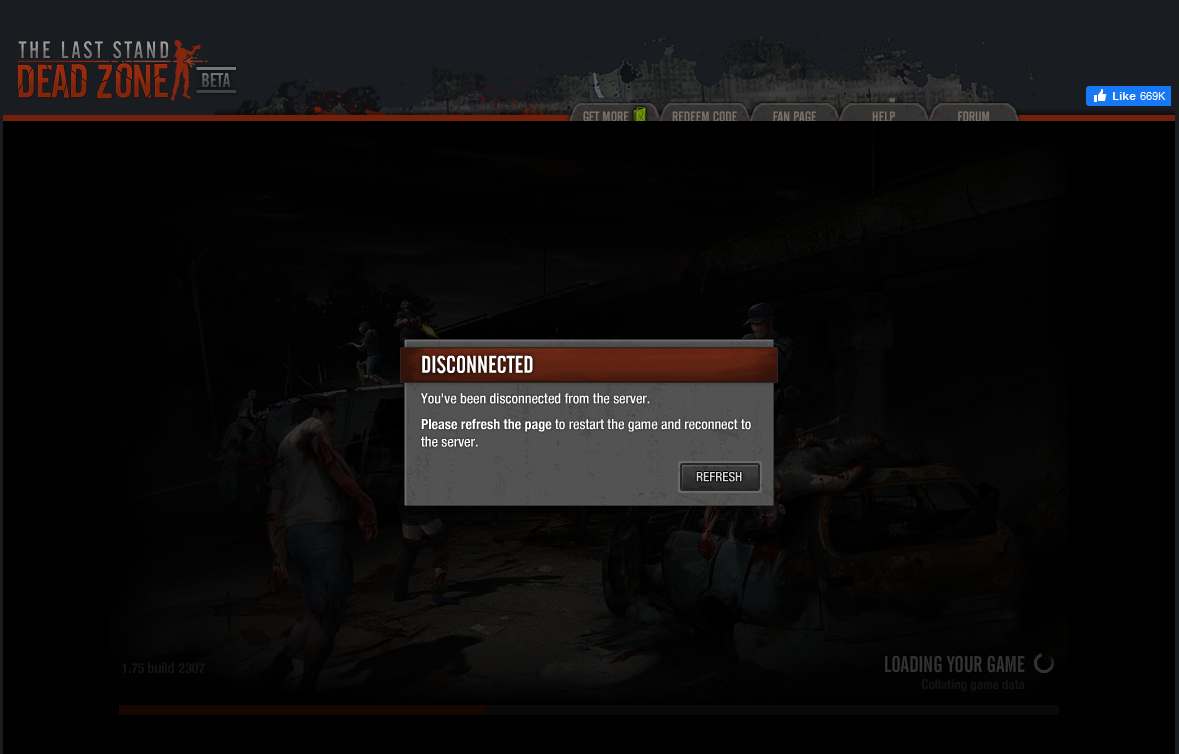 THE LAST STAND
DEAD ZONE
BETA
Like 669K
GET MORE
REDEEM CODE
FAN PAGE
HELP
FORUM
DISCONNECTED
You've been disconnected from the server.
Please refresh the page to restart the game and reconnect to
the server.
REFRESH
1.75 build 2307
LOADING YOUR GAME
Collating game data